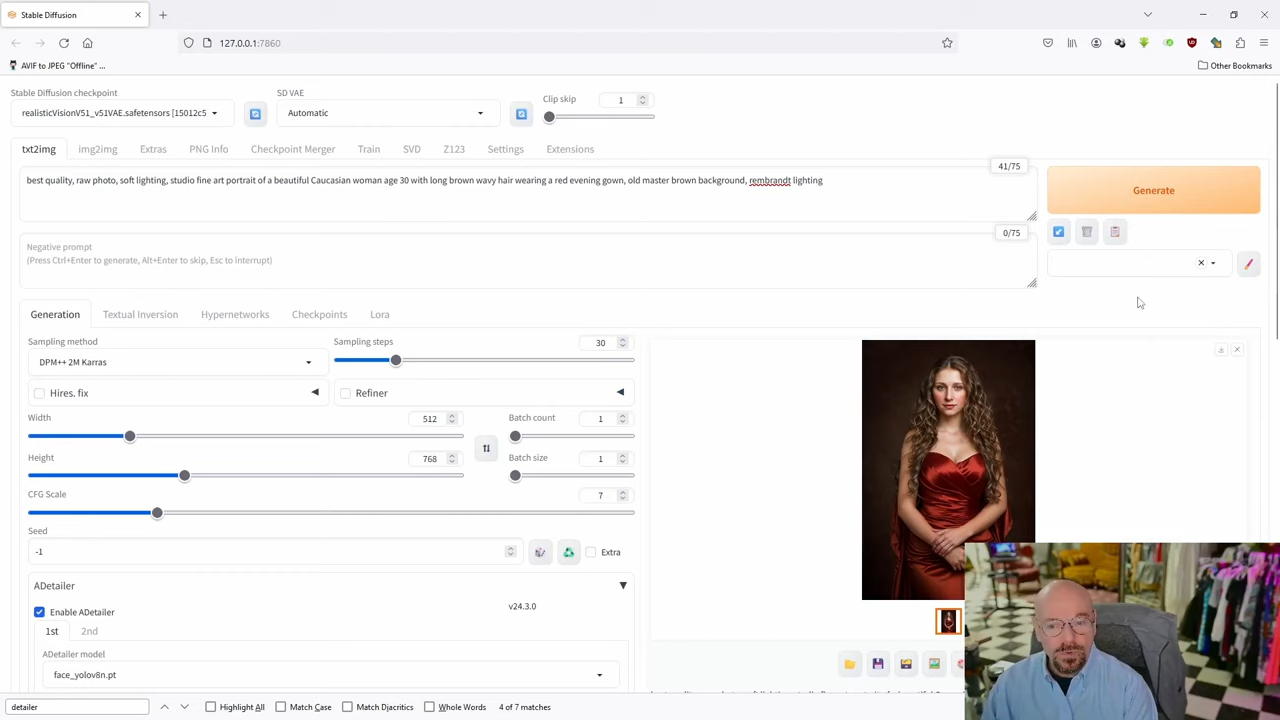 Stable Diffusion
127.0.0.1:7860
AVIF to JPEG "Offline" ...
Other Bookmarks
Stable Diffusion checkpoint
SD VAE
Clip skip
1
realisticVisionV51_v51VAE.safetensors [15012c5
Automatic
txt2img
img2img
Extras
PNG Info
Checkpoint Merger
Train
SVD
Z123
Settings
Extensions
41/75
best quality, raw photo, soft lighting, studio fine art portrait of a beautiful Caucasian woman age 30 with long brown wavy hair wearing a red evening gown, old master brown background, rembrandt lighting
Generate
0/75
Negative prompt
(Press Ctrl+Enter to generate, Alt+Enter to skip, Esc to interrupt)
Generation
Textual Inversion
Hypernetworks
Checkpoints
Lora
Sampling method
Sampling steps
30
DPM++ 2M Karras
Hires. fix
Refiner
Width
512
Batch count
1
Height
768
Batch size
1
CFG Scale
7
Seed
-1
Extra
ADetailer
Enable ADetailer
v24.3.0
1st
2nd
ADetailer model
face_yolov8n.pt
detailer
Highlight All
Match Case
Match Diacritics
Whole Words
4 of 7 matches